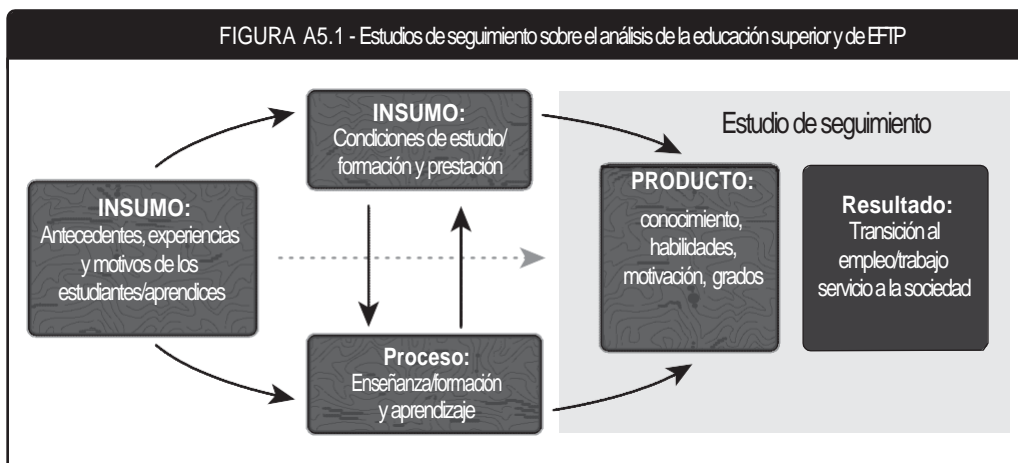 FIGURA A5.1 - Estudios de seguimiento sobre el análisis de la educación superior y de EFTP
INSUMO:
Antecedentes, experiencias
y motivos de los
estudiantes/aprendices
INSUMO:
Condiciones de estudio/
formación y prestación
Proceso:
Enseñanza/formación
y aprendizaje
Estudio de seguimiento
PRODUCTO:
conocimiento,
habilidades,
motivación, grados
Resultado:
Transición al
empleo/trabajo
servicio a la sociedad